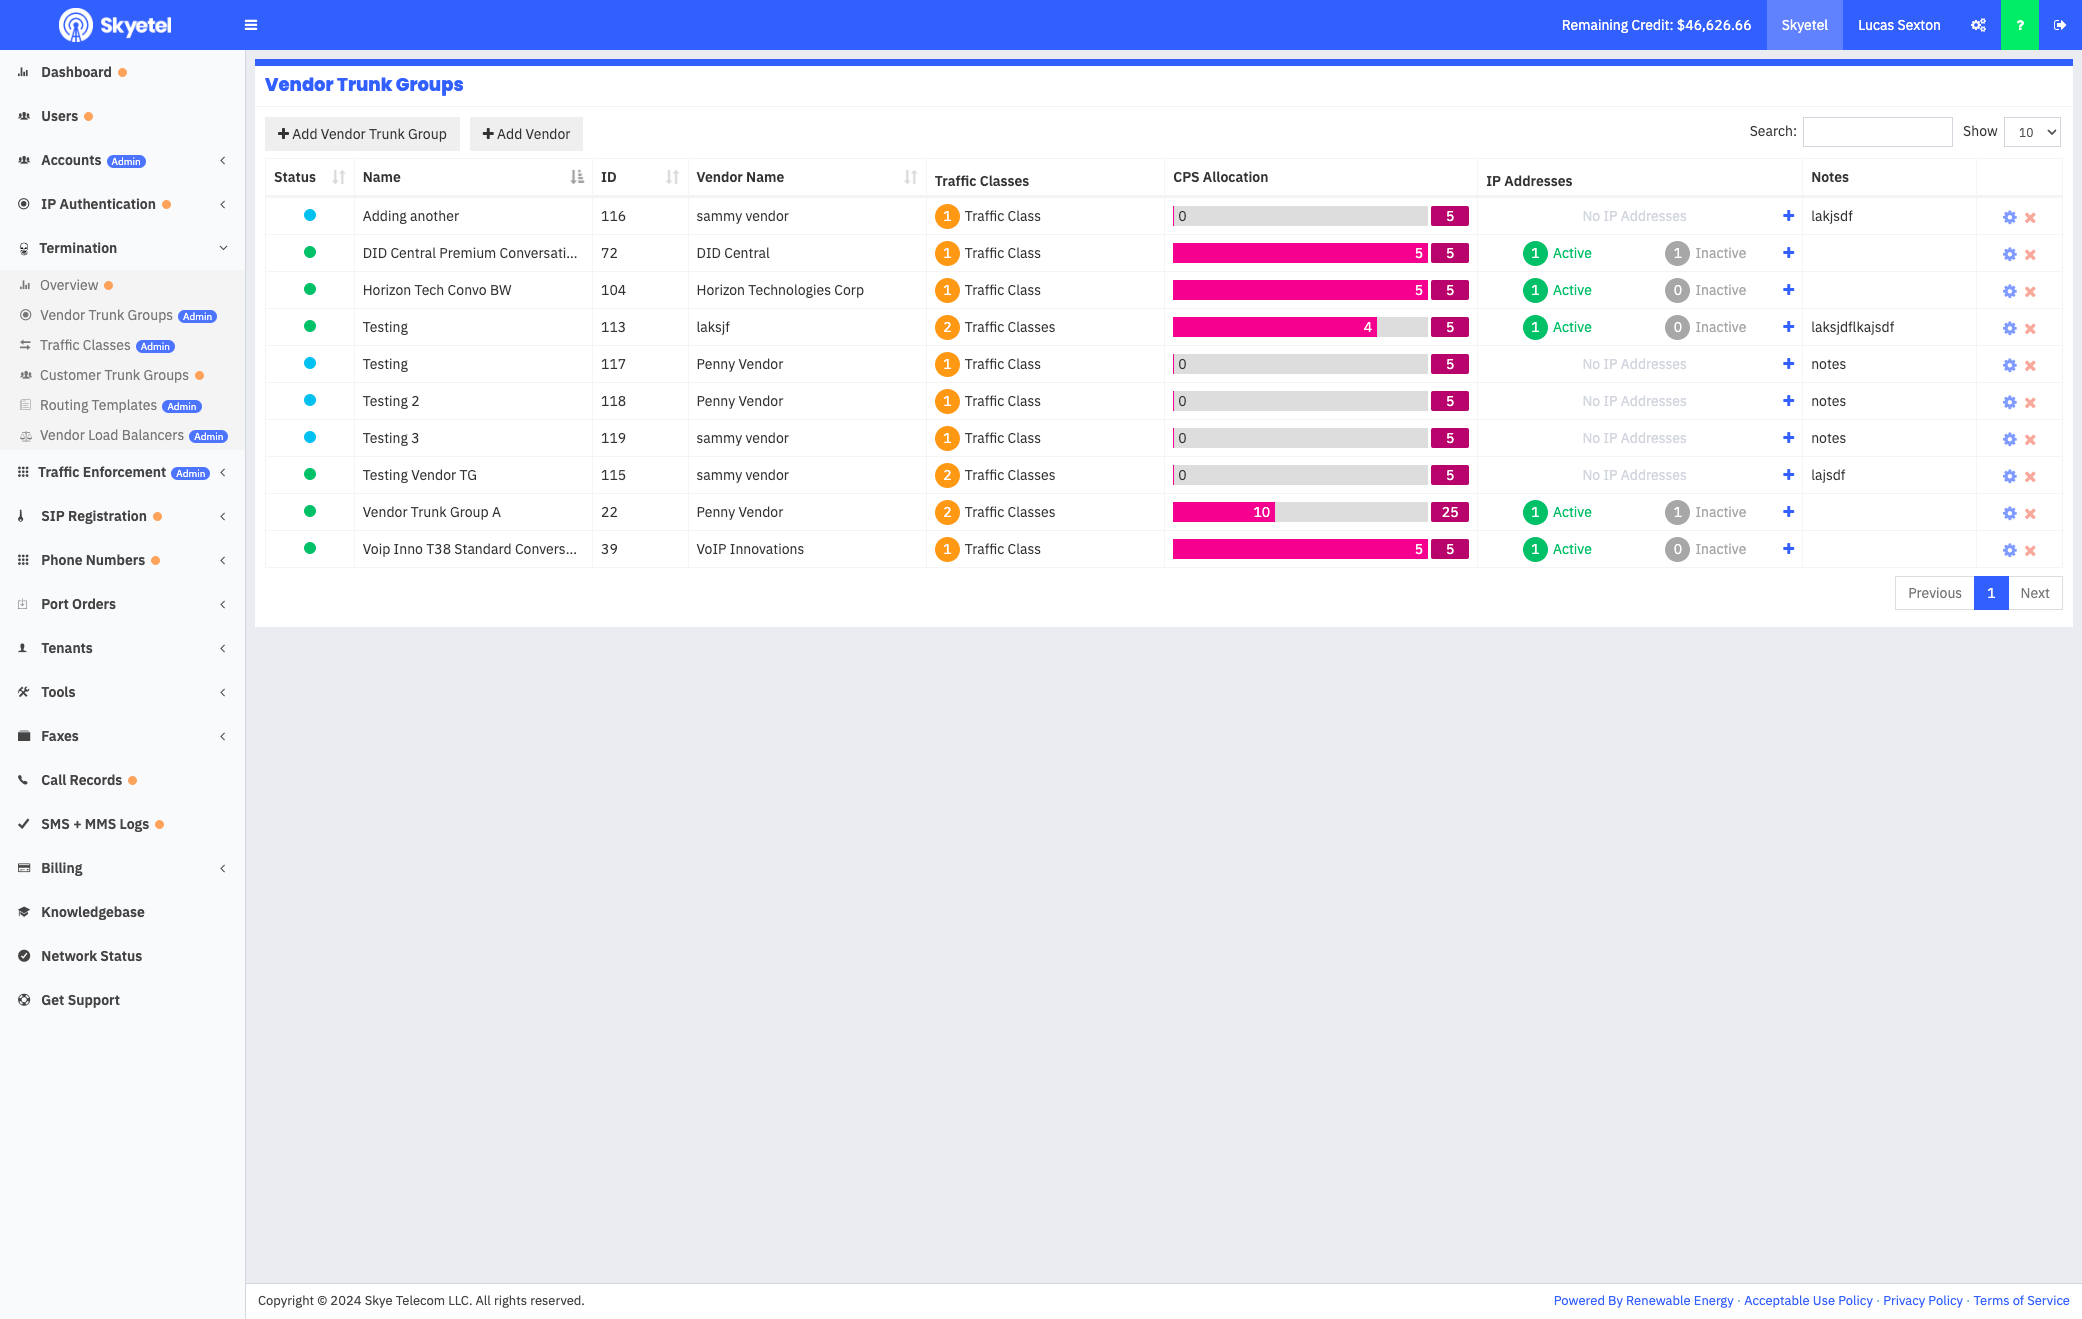 Skyetel
Remaining Credit: $46,626.66 Skyetel Lucas Sexton ?
Dashboard
Users
Accounts Admin
IP Authentication
Termination
Overview
Vendor Trunk Groups Admin
Traffic Classes Admin
Customer Trunk Groups
Routing Templates Admin
Vendor Load Balancers Admin
Traffic Enforcement Admin
SIP Registration
Phone Numbers
Port Orders
Tenants
Tools
Faxes
Call Records
SMS + MMS Logs
Billing
Knowledgebase
Network Status
Get Support
Vendor Trunk Groups
Add Vendor Trunk Group Add Vendor Search: Show 10
Status Name ID Vendor Name Traffic Classes CPS Allocation IP Addresses Notes
Adding another 116 sammy vendor 1 Traffic Class 0 5 No IP Addresses lakjsdf
DID Central Premium Conversati... 72 DID Central 1 Traffic Class 5 5 1 Active 1 Inactive
Horizon Tech Convo BW 104 Horizon Technologies Corp 1 Traffic Class 5 5 1 Active 0 Inactive
Testing 113 laksjf 2 Traffic Classes 4 5 1 Active 0 Inactive laksjdflkajsdf
Testing 117 Penny Vendor 1 Traffic Class 0 5 No IP Addresses notes
Testing 2 118 Penny Vendor 1 Traffic Class 0 5 No IP Addresses notes
Testing 3 119 sammy vendor 1 Traffic Class 0 5 No IP Addresses notes
Testing Vendor TG 115 sammy vendor 2 Traffic Classes 0 5 No IP Addresses lajsdf
Vendor Trunk Group A 22 Penny Vendor 2 Traffic Classes 10 25 1 Active 1 Inactive
Voip Inno T38 Standard Convers... 39 VoIP Innovations 1 Traffic Class 5 5 1 Active 0 Inactive
Previous 1 Next
Copyright © 2024 Skye Telecom LLC. All rights reserved.
Powered By Renewable Energy · Acceptable Use Policy · Privacy Policy · Terms of Service